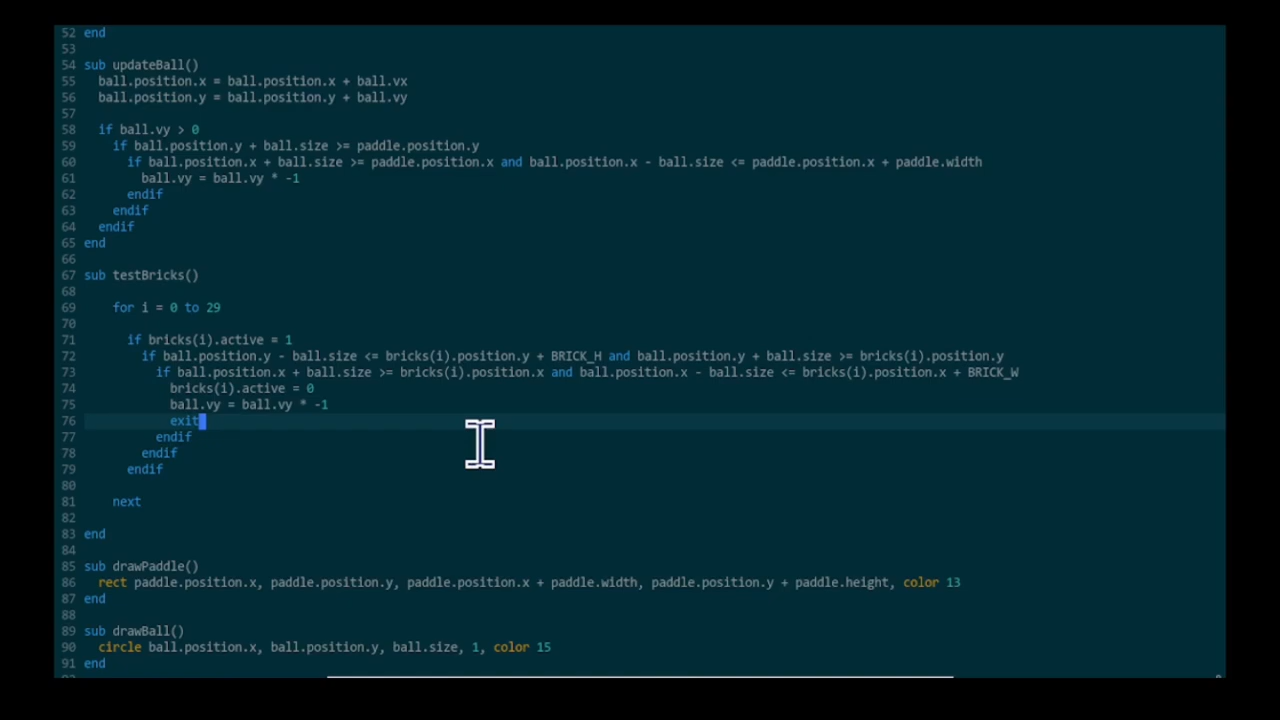 52 end
53
54 sub updateBall()
55   ball.position.x = ball.position.x + ball.vx
56   ball.position.y = ball.position.y + ball.vy
57
58   if ball.vy > 0
59     if ball.position.y + ball.size >= paddle.position.y
60       if ball.position.x + ball.size >= paddle.position.x and ball.position.x - ball.size <= paddle.position.x + paddle.width
61         ball.vy = ball.vy * -1
62       endif
63     endif
64   endif
65 end
66
67 sub testBricks()
68
69     for i = 0 to 29
70
71       if bricks(i).active = 1
72         if ball.position.y - ball.size <= bricks(i).position.y + BRICK_H and ball.position.y + ball.size >= bricks(i).position.y
73           if ball.position.x + ball.size >= bricks(i).position.x and ball.position.x - ball.size <= bricks(i).position.x + BRICK_W
74             bricks(i).active = 0
75             ball.vy = ball.vy * -1
76             exit
77           endif
78         endif
79       endif
80
81     next
82
83 end
84
85 sub drawPaddle()
86   rect paddle.position.x, paddle.position.y, paddle.position.x + paddle.width, paddle.position.y + paddle.height, color 13
87 end
88
89 sub drawBall()
90   circle ball.position.x, ball.position.y, ball.size, 1, color 15
91 end